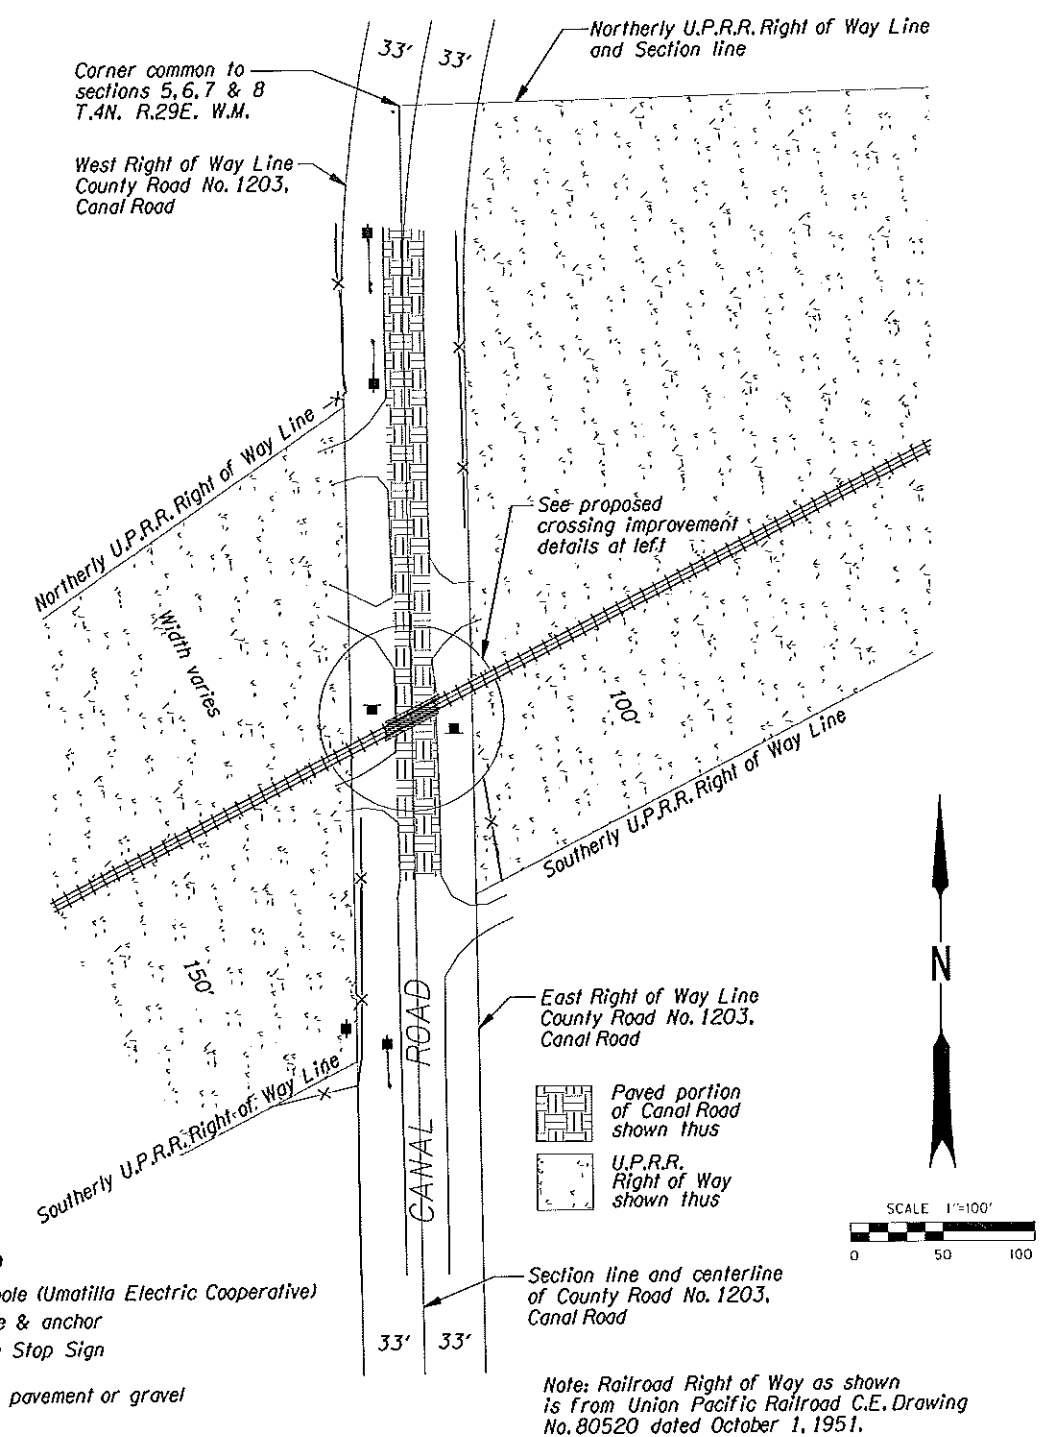 33' 33'
Northerly U.P.R.R. Right of Way Line
and Section line
Corner common to
sections 5, 6, 7 & 8
T.4N. R.29E. W.M.
West Right of Way Line
County Road No. 1203,
Canal Road
Northerly U.P.R.R. Right of Way Line
See proposed
crossing improvement
details at left
Width varies
100'
Southerly U.P.R.R. Right of Way Line
150'
CANAL ROAD
N
East Right of Way Line
County Road No. 1203,
Canal Road
Southerly U.P.R.R. Right of Way Line
Paved portion
of Canal Road
shown thus
U.P.R.R.
Right of Way
shown thus
SCALE 1"=100'
0 50 100
(Umatilla Electric Cooperative)
& anchor
Stop Sign
pavement or gravel
Section line and centerline
of County Road No. 1203,
Canal Road
33' 33'
Note: Railroad Right of Way as shown
is from Union Pacific Railroad C.E. Drawing
No. 80520 dated October 1, 1951.